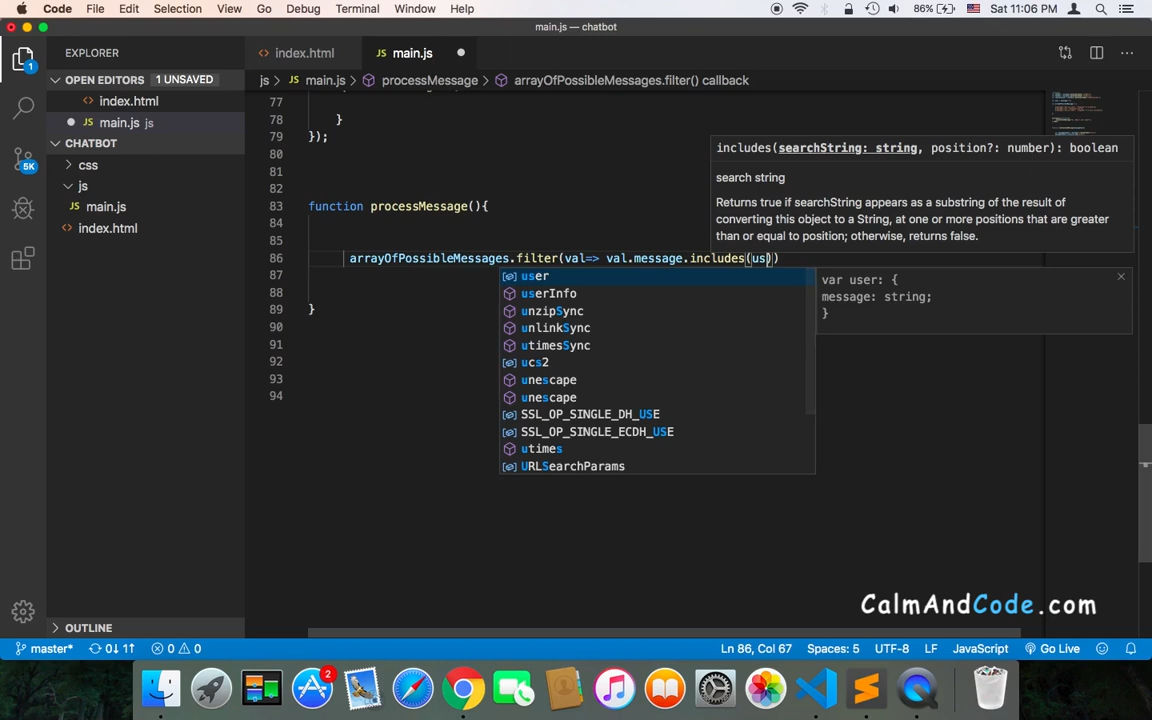 Code File Edit Selection View Go Debug Terminal Window Help 86% Sat 11:06 PM
main.js — chatbot
EXPLORER
index.html
JS main.js
OPEN EDITORS 1 UNSAVED
js JS main.js processMessage arrayOfPossibleMessages.filter() callback
index.html
JS main.js js
CHATBOT
css
js
JS main.js
index.html
OUTLINE
1
5K
77
78 }
79 });
80
81
82
83 function processMessage(){
84
85
86 arrayOfPossibleMessages.filter(val=> val.message.includes(us))
87
88
89 }
90
91
92
93
94
includes(searchString: string, position?: number): boolean
search string
Returns true if searchString appears as a substring of the result of
converting this object to a String, at one or more positions that are greater
than or equal to position; otherwise, returns false.
user
userInfo
unzipSync
unlinkSync
utimesSync
ucs2
unescape
unescape
SSL_OP_SINGLE_DH_USE
SSL_OP_SINGLE_ECDH_USE
utimes
URLSearchParams
var user: {
message: string;
}
CalmAndCode.com
master* 0↓ 1↑ 0 0 Ln 86, Col 67 Spaces: 5 UTF-8 LF JavaScript Go Live
2